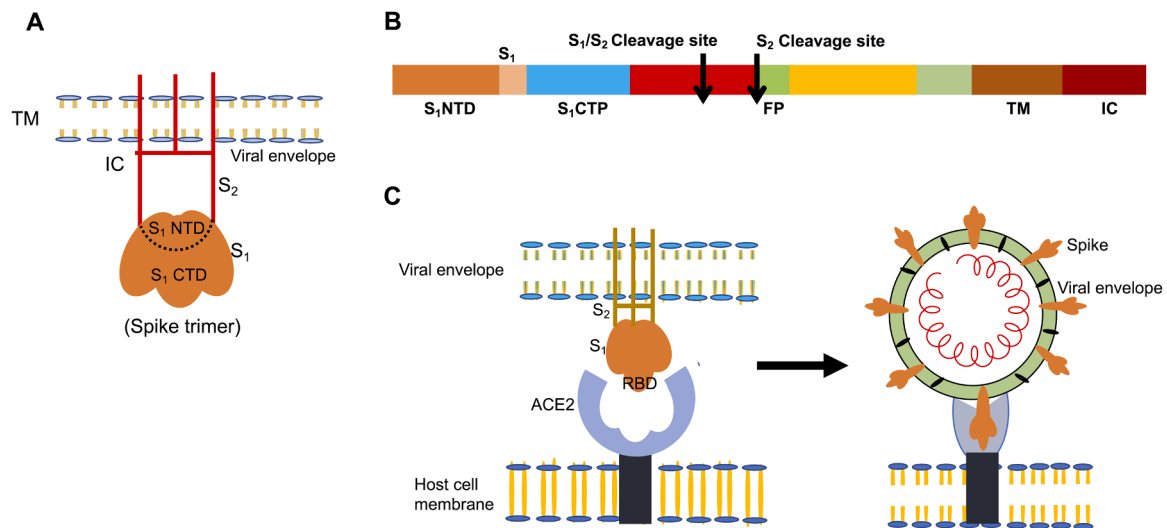 A
TM
IC
Viral envelope
S₂
S₁ NTD
S₁
S₁ CTD
(Spike trimer)
B
S₁/S₂ Cleavage site
S₂ Cleavage site
S₁
S₁NTD
S₁CTP
FP
TM
IC
C
Viral envelope
S₂
S₁
RBD
ACE2
Host cell
membrane
Spike
Viral envelope